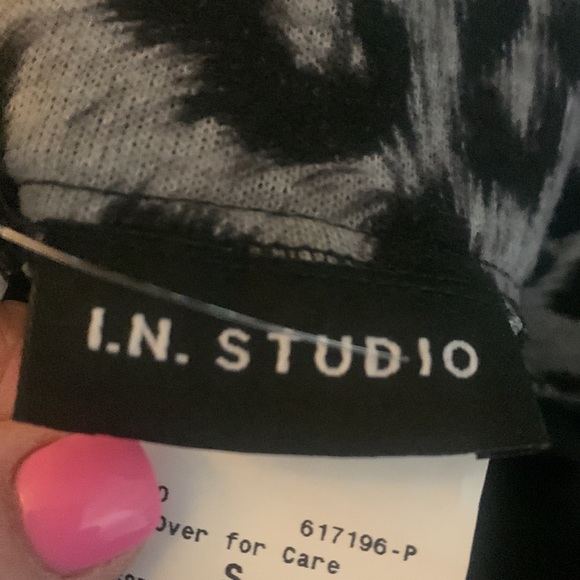 I.N. STUDIO
617196-P
Over for Care
S